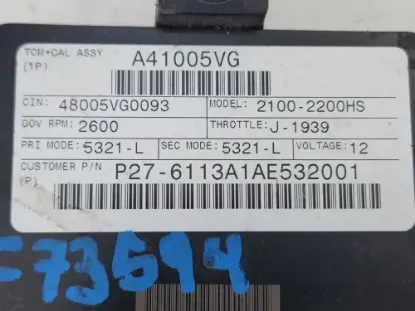 TCM+CAL ASSY A41005VG
(1P)
CIN: 48005VG0093 MODEL: 2100-2200HS
GOV RPM: 2600 THROTTLE: J-1939
PRI MODE: 5321-L SEC MODE: 5321-L VOLTAGE: 12
CUSTOMER P/N P27-6113A1AE532001
(P)
=73594